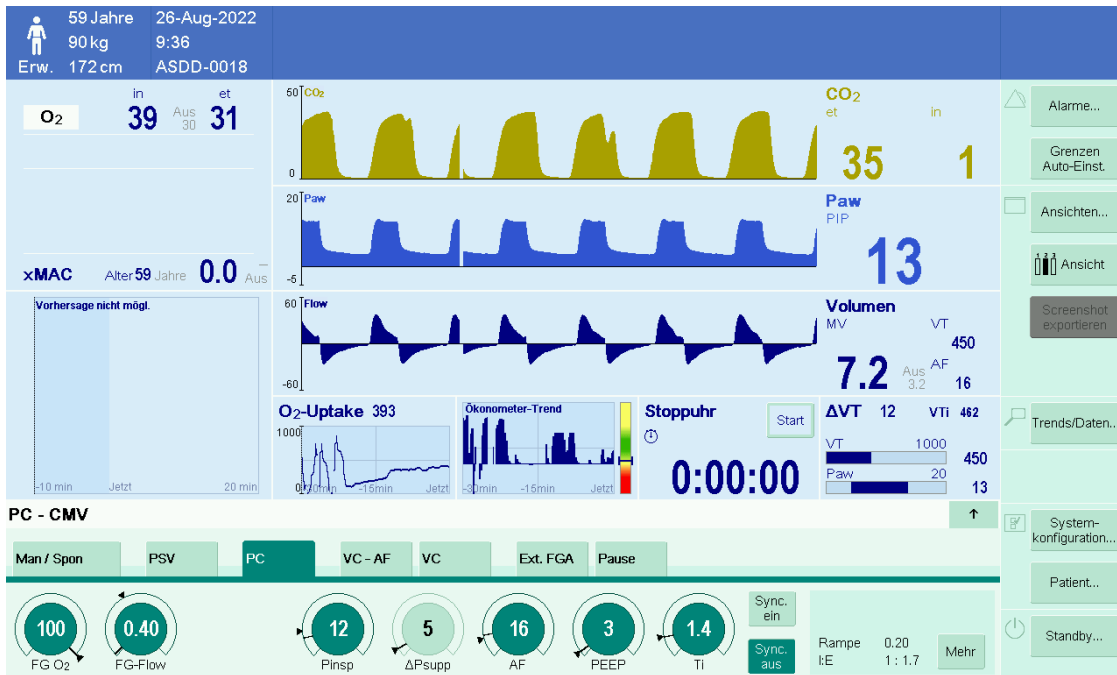 59 Jahre 26-Aug-2022
90 kg 9:36
Erw. 172 cm ASDD-0018
in et
O2 39 Aus 30 31
xMAC Alter 59 Jahre 0.0 – Aus
Vorhersage nicht mögl.
-10 min Jetzt 20 min
50 CO2
0
CO2
et in
35 1
20 Paw
-5
Paw
PIP
13
60 Flow
-60
Volumen
MV VT
450
7.2 Aus 3.2 AF
16
O2-Uptake 393
1000
0 -15min Jetzt
Ökonometer-Trend
-30min -15min Jetzt
Stoppuhr Start
0:00:00
ΔVT 12 VTi 462
VT 1000
450
Paw 20
13
Alarme...
Grenzen
Auto-Einst.
Ansichten...
1 2 3
Ansicht
Screenshot
exportieren
Trends/Daten..
System-
konfiguration...
Patient...
Standby...
PC - CMV ↑
Man / Spon PSV PC VC - AF VC Ext. FGA Pause
100 0.40 12 5 16 3 1.4
FG O2 FG-Flow Pinsp ΔPsupp AF PEEP Ti
Sync.
ein
Sync.
aus
Rampe 0.20
I:E 1 : 1.7
Mehr